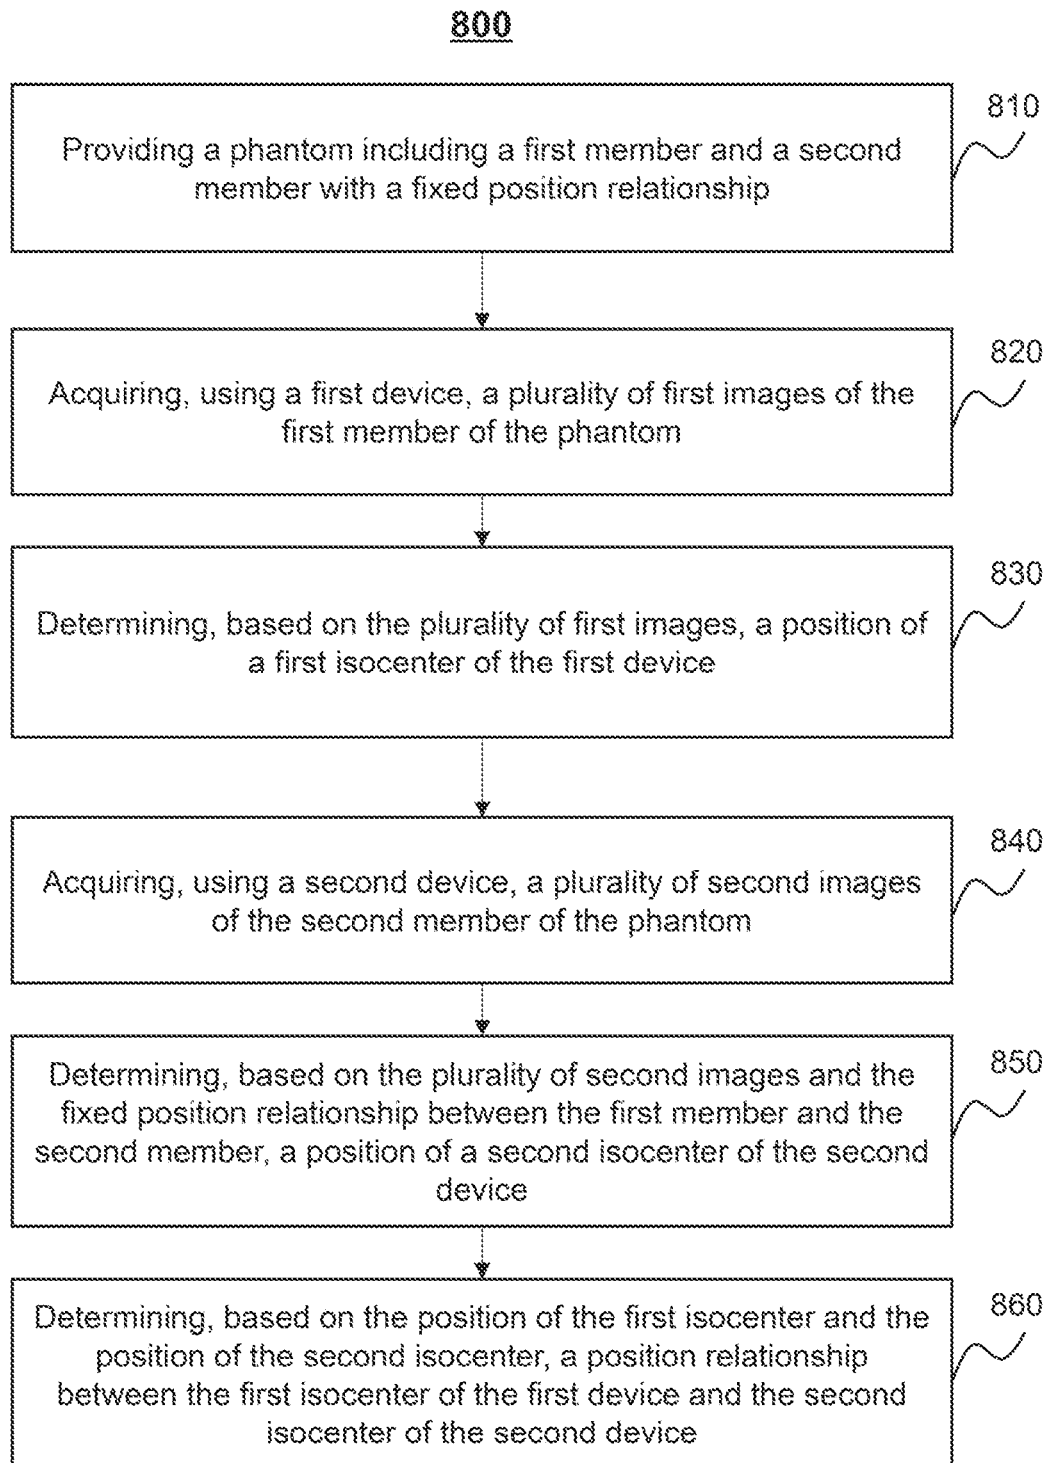 800
810
Providing a phantom including a first member and a second
member with a fixed position relationship
820
Acquiring, using a first device, a plurality of first images of the
first member of the phantom
830
Determining, based on the plurality of first images, a position of
a first isocenter of the first device
840
Acquiring, using a second device, a plurality of second images
of the second member of the phantom
850
Determining, based on the plurality of second images and the
fixed position relationship between the first member and the
second member, a position of a second isocenter of the second
device
860
Determining, based on the position of the first isocenter and the
position of the second isocenter, a position relationship
between the first isocenter of the first device and the second
isocenter of the second device